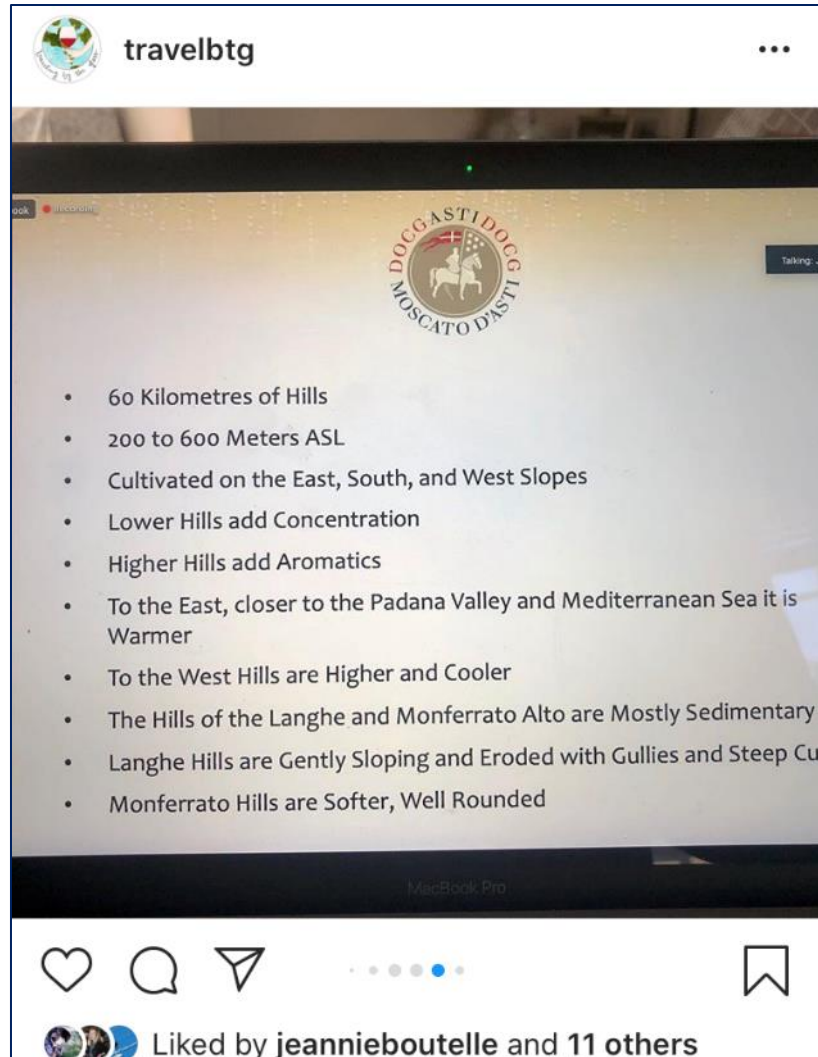 travelbtg
Recording
Talking:
DOCG ASTI DOCG
MOSCATO D'ASTI
• 60 Kilometres of Hills
• 200 to 600 Meters ASL
• Cultivated on the East, South, and West Slopes
• Lower Hills add Concentration
• Higher Hills add Aromatics
• To the East, closer to the Padana Valley and Mediterranean Sea it is
Warmer
• To the West Hills are Higher and Cooler
• The Hills of the Langhe and Monferrato Alto are Mostly Sedimentary
• Langhe Hills are Gently Sloping and Eroded with Gullies and Steep Cu
• Monferrato Hills are Softer, Well Rounded
MacBook Pro
Liked by jeannieboutelle and 11 others